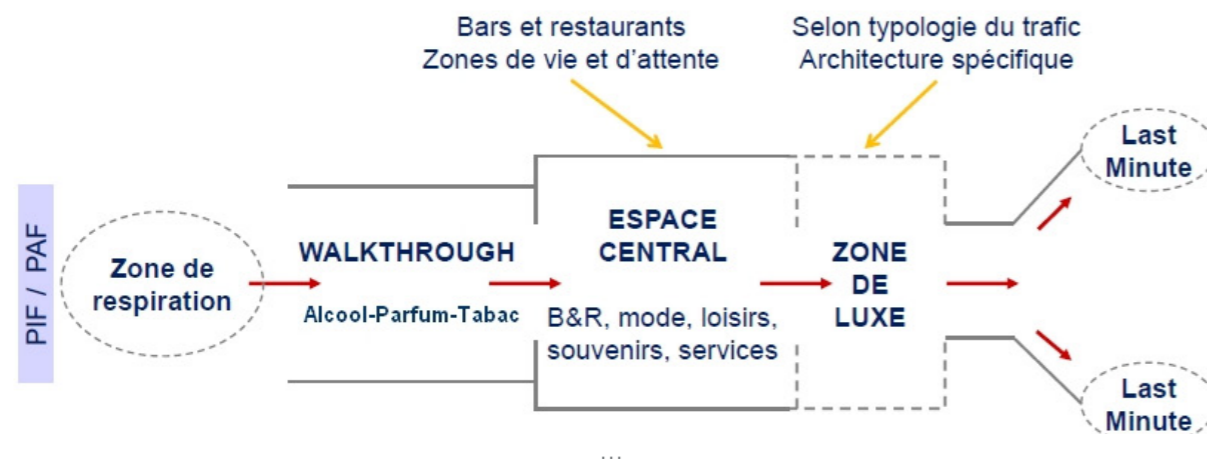 Bars et restaurants
Zones de vie et d'attente
Selon typologie du trafic
Architecture spécifique
PIF / PAF
Zone de
respiration
WALKTHROUGH
Alcool-Parfum-Tabac
ESPACE
CENTRAL
B&R, mode, loisirs,
souvenirs, services
ZONE
DE
LUXE
Last
Minute
Last
Minute
...